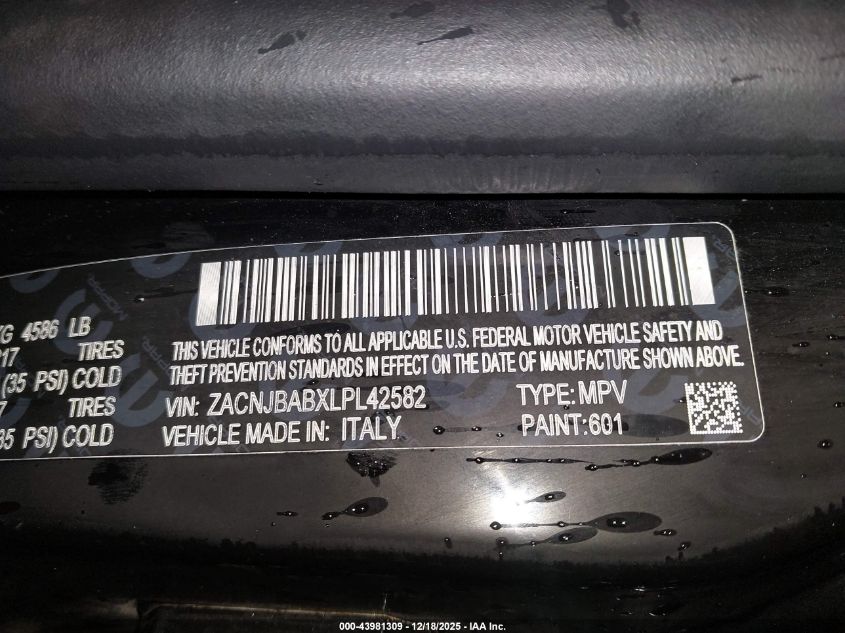 KG 4586 LB
TIRES
(35 PSI) COLD
TIRES
PSI) COLD
THIS VEHICLE CONFORMS TO ALL APPLICABLE U.S. FEDERAL MOTOR VEHICLE SAFETY AND
THEFT PREVENTION STANDARDS IN EFFECT ON THE DATE OF MANUFACTURE SHOWN ABOVE.
VIN: ZACNJBABXLPL42582 TYPE: MPV
VEHICLE MADE IN: ITALY PAINT:601
000-43981309 - 12/18/2025 - IAA Inc.